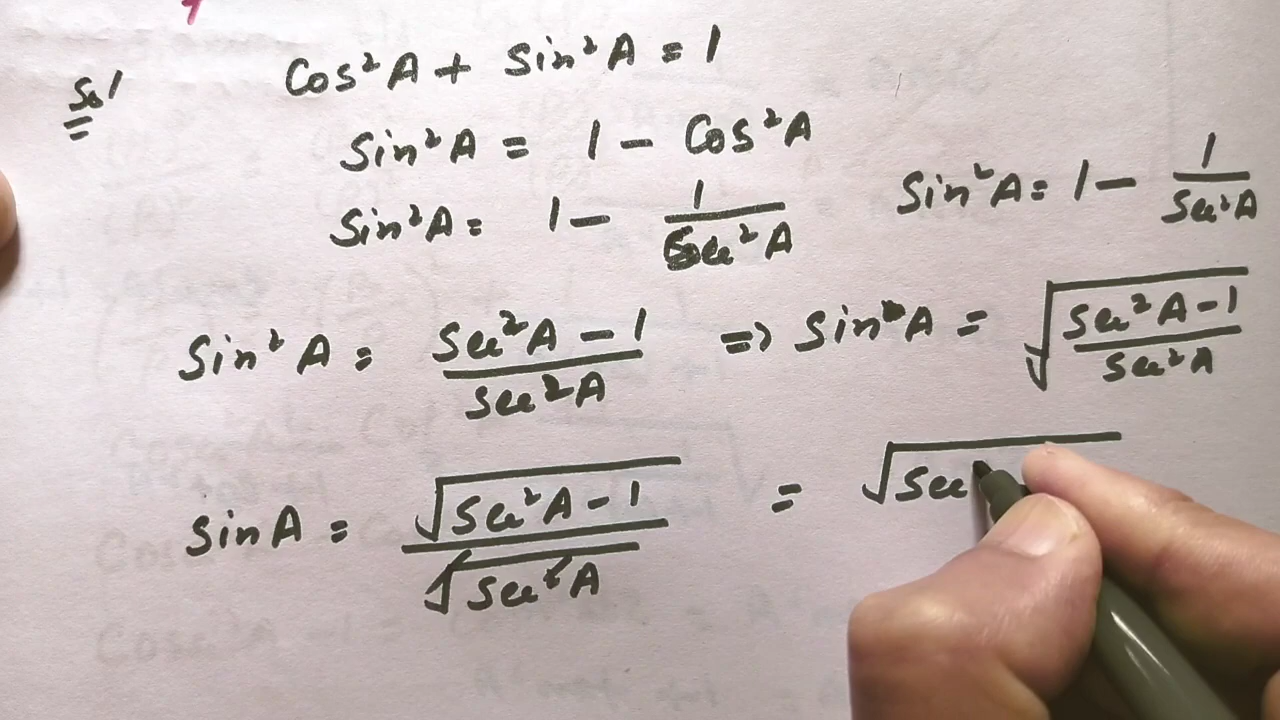 Sol
Cos²A + Sin²A = 1
Sin²A = 1 - Cos²A
Sin²A = 1 - 1/Sec²A
Sin²A = 1 - 1/Sec²A
Sin²A = Sec²A - 1/Sec²A => Sin A = √Sec²A - 1/Sec²A
SinA = √Sec²A - 1/√Sec²A = √Sec